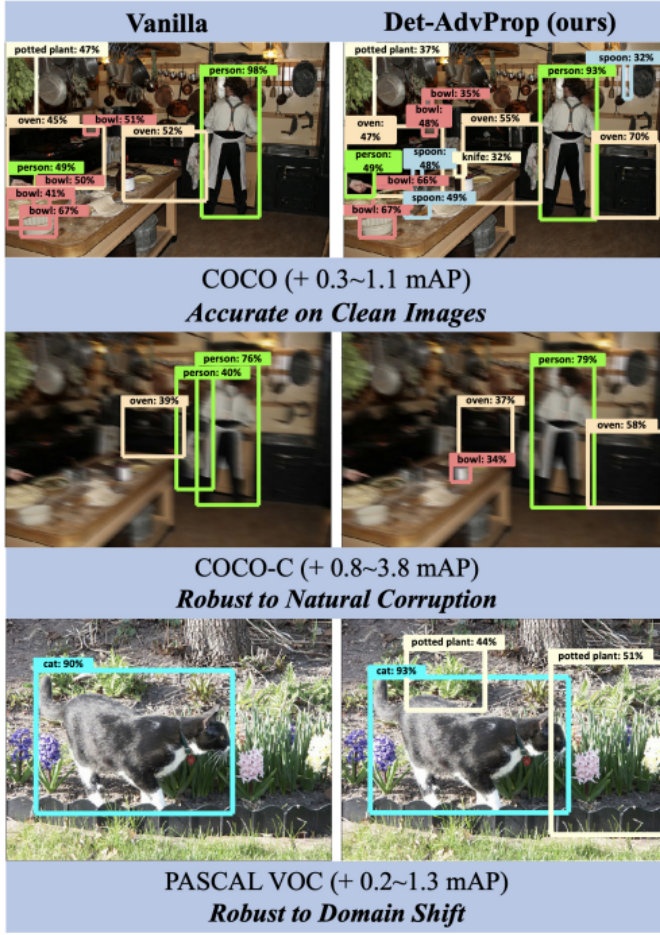 Vanilla
Det-AdvProp (ours)
potted plant: 47%
person: 98%
oven: 45%
bowl: 51%
oven: 52%
person: 49%
bowl: 50%
bowl: 41%
bowl: 67%
potted plant: 37%
person: 93%
spoon: 32%
bowl: 35%
bowl: 48%
oven: 47%
oven: 55%
oven: 70%
person: 49%
spoon: 48%
knife: 32%
bowl: 66%
spoon: 49%
bowl: 67%
COCO (+ 0.3~1.1 mAP)
Accurate on Clean Images
person: 76%
person: 40%
oven: 39%
person: 79%
oven: 37%
oven: 58%
bowl: 34%
COCO-C (+ 0.8~3.8 mAP)
Robust to Natural Corruption
cat: 90%
potted plant: 44%
cat: 93%
potted plant: 51%
PASCAL VOC (+ 0.2~1.3 mAP)
Robust to Domain Shift